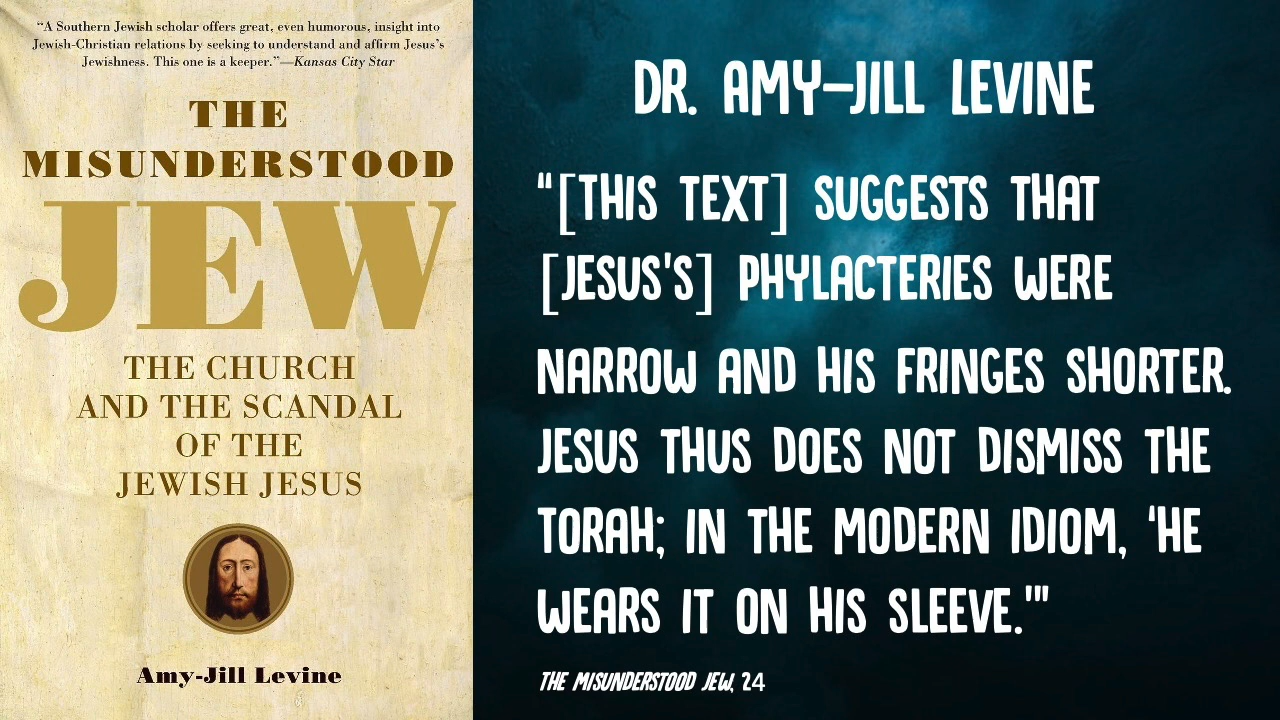 “A Southern Jewish scholar offers great, even humorous, insight into
Jewish-Christian relations by seeking to understand and affirm Jesus’s
Jewishness. This one is a keeper.”—Kansas City Star
THE
MISUNDERSTOOD
JEW
THE CHURCH
AND THE SCANDAL
OF THE
JEWISH JESUS
Amy-Jill Levine
DR. AMY-JILL LEVINE
“[THIS TEXT] SUGGESTS THAT
[JESUS'S] PHYLACTERIES WERE
NARROW AND HIS FRINGES SHORTER.
JESUS THUS DOES NOT DISMISS THE
TORAH; IN THE MODERN IDIOM, ‘HE
WEARS IT ON HIS SLEEVE.’”
THE MISUNDERSTOOD JEW, 24